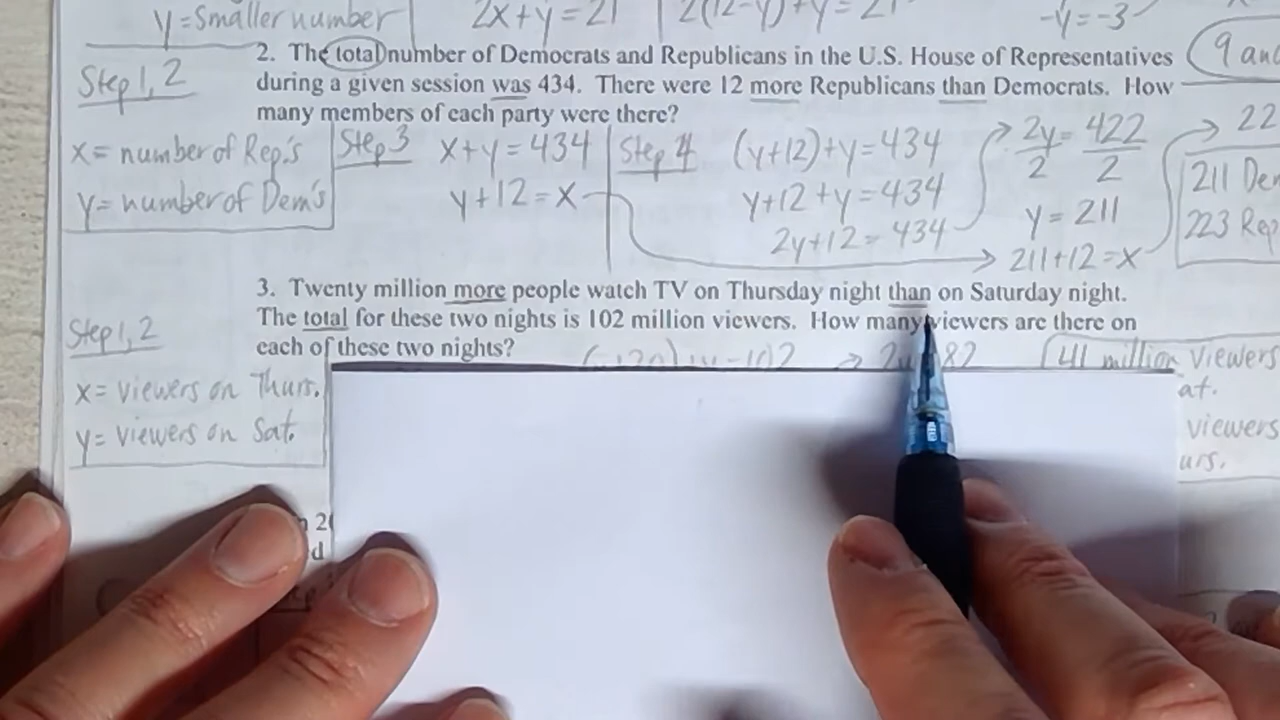 y = Smaller number
2x + y = 21
2(12-y) + y = 21
-y = -3
9 and
2. The total number of Democrats and Republicans in the U.S. House of Representatives
during a given session was 434. There were 12 more Republicans than Democrats. How
many members of each party were there?
Step 1, 2
x = number of Rep.'s
y = number of Dem's
Step 3
x + y = 434
y + 12 = x
Step 4
(y+12) + y = 434
y + 12 + y = 434
2y + 12 = 434
2y = 422
2 2
y = 211
211 + 12 = x
22
211 Dem
223 Rep
3. Twenty million more people watch TV on Thursday night than on Saturday night.
The total for these two nights is 102 million viewers. How many viewers are there on
each of these two nights?
Step 1, 2
x = viewers on Thurs.
y = viewers on Sat.
41 million viewers
at.
viewers
urs.